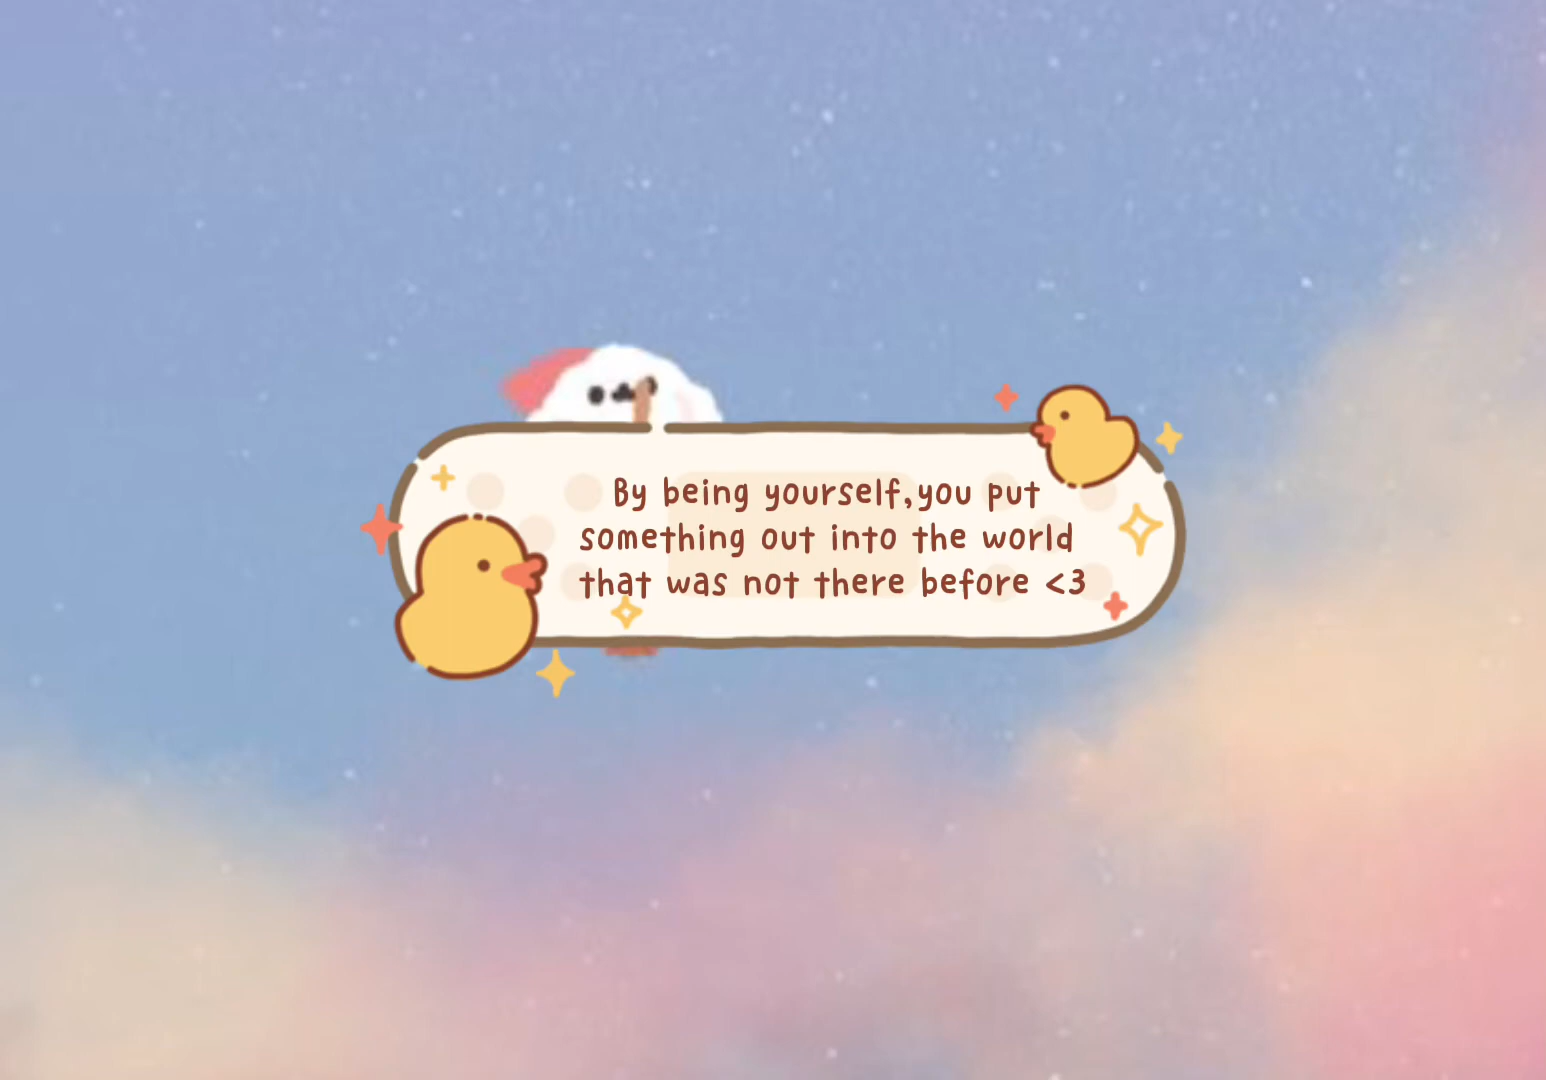 By being yourself,you put
something out into the world
that was not there before <3